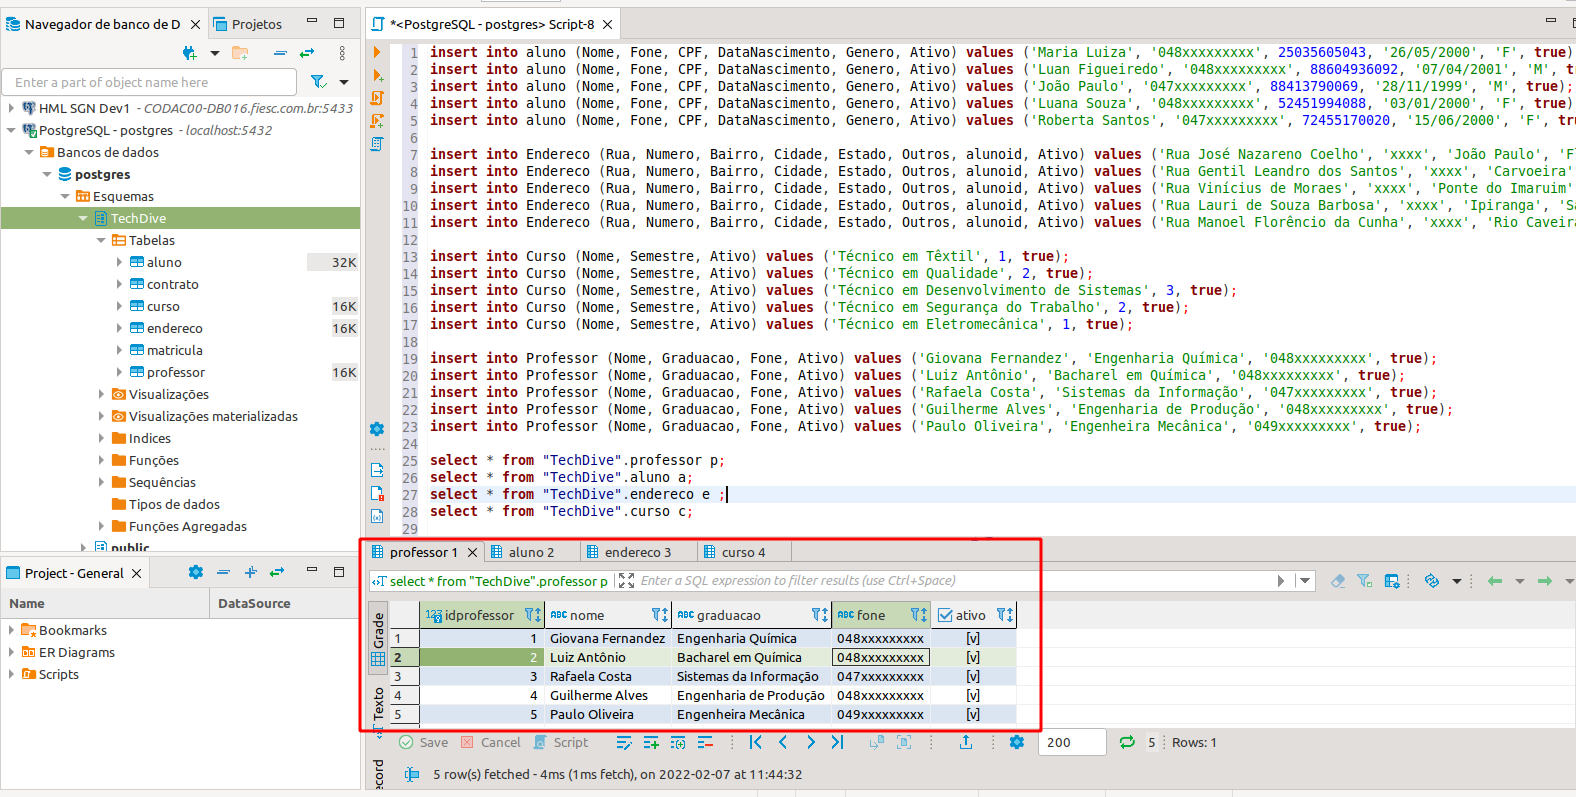 Navegador de banco de D
Projetos
*<PostgreSQL - postgres> Script-8
Enter a part of object name here
HML SGN Dev1 - CODAC00-DB016.fiesc.com.br:5433
PostgreSQL - postgres - localhost:5432
Bancos de dados
postgres
Esquemas
TechDive
Tabelas
aluno 32K
contrato
curso 16K
endereco 16K
matricula
professor 16K
Visualizações
Visualizações materializadas
Indices
Funções
Sequências
Tipos de dados
Funções Agregadas
public
Project - General
Name DataSource
Bookmarks
ER Diagrams
Scripts
1 insert into aluno (Nome, Fone, CPF, DataNascimento, Genero, Ativo) values ('Maria Luiza', '048xxxxxxxxx', 25035605043, '26/05/2000', 'F', true)
2 insert into aluno (Nome, Fone, CPF, DataNascimento, Genero, Ativo) values ('Luan Figueiredo', '048xxxxxxxxx', 88604936092, '07/04/2001', 'M', t
3 insert into aluno (Nome, Fone, CPF, DataNascimento, Genero, Ativo) values ('João Paulo', '047xxxxxxxxx', 88413790069, '28/11/1999', 'M', true);
4 insert into aluno (Nome, Fone, CPF, DataNascimento, Genero, Ativo) values ('Luana Souza', '048xxxxxxxxx', 52451994088, '03/01/2000', 'F', true)
5 insert into aluno (Nome, Fone, CPF, DataNascimento, Genero, Ativo) values ('Roberta Santos', '047xxxxxxxxx', 72455170020, '15/06/2000', 'F', tru
6
7 insert into Endereco (Rua, Numero, Bairro, Cidade, Estado, Outros, alunoid, Ativo) values ('Rua José Nazareno Coelho', 'xxxx', 'João Paulo', 'Fl
8 insert into Endereco (Rua, Numero, Bairro, Cidade, Estado, Outros, alunoid, Ativo) values ('Rua Gentil Leandro dos Santos', 'xxxx', 'Carvoeira'
9 insert into Endereco (Rua, Numero, Bairro, Cidade, Estado, Outros, alunoid, Ativo) values ('Rua Vinícius de Moraes', 'xxxx', 'Ponte do Imaruim'
10 insert into Endereco (Rua, Numero, Bairro, Cidade, Estado, Outros, alunoid, Ativo) values ('Rua Lauri de Souza Barbosa', 'xxxx', 'Ipiranga', 'Sã
11 insert into Endereco (Rua, Numero, Bairro, Cidade, Estado, Outros, alunoid, Ativo) values ('Rua Manoel Florêncio da Cunha', 'xxxx', 'Rio Caveira
12
13 insert into Curso (Nome, Semestre, Ativo) values ('Técnico em Têxtil', 1, true);
14 insert into Curso (Nome, Semestre, Ativo) values ('Técnico em Qualidade', 2, true);
15 insert into Curso (Nome, Semestre, Ativo) values ('Técnico em Desenvolvimento de Sistemas', 3, true);
16 insert into Curso (Nome, Semestre, Ativo) values ('Técnico em Segurança do Trabalho', 2, true);
17 insert into Curso (Nome, Semestre, Ativo) values ('Técnico em Eletromecânica', 1, true);
18
19 insert into Professor (Nome, Graduacao, Fone, Ativo) values ('Giovana Fernandez', 'Engenharia Química', '048xxxxxxxxx', true);
20 insert into Professor (Nome, Graduacao, Fone, Ativo) values ('Luiz Antônio', 'Bacharel em Química', '048xxxxxxxxx', true);
21 insert into Professor (Nome, Graduacao, Fone, Ativo) values ('Rafaela Costa', 'Sistemas da Informação', '047xxxxxxxxx', true);
22 insert into Professor (Nome, Graduacao, Fone, Ativo) values ('Guilherme Alves', 'Engenharia de Produção', '048xxxxxxxxx', true);
23 insert into Professor (Nome, Graduacao, Fone, Ativo) values ('Paulo Oliveira', 'Engenheira Mecânica', '049xxxxxxxxx', true);
24
25 select * from "TechDive".professor p;
26 select * from "TechDive".aluno a;
27 select * from "TechDive".endereco e ;
28 select * from "TechDive".curso c;
29
professor 1 aluno 2 endereco 3 curso 4
select * from "TechDive".professor p Enter a SQL expression to filter results (use Ctrl+Space)
Grade
Texto
ecord
123 idprofessor ABC nome ABC graduacao ABC fone ativo
1 1 Giovana Fernandez Engenharia Química 048xxxxxxxxx [v]
2 2 Luiz Antônio Bacharel em Química 048xxxxxxxxx [v]
3 3 Rafaela Costa Sistemas da Informação 047xxxxxxxxx [v]
4 4 Guilherme Alves Engenharia de Produção 048xxxxxxxxx [v]
5 5 Paulo Oliveira Engenheira Mecânica 049xxxxxxxxx [v]
Save Cancel Script 200 5 Rows: 1
5 row(s) fetched - 4ms (1ms fetch), on 2022-02-07 at 11:44:32